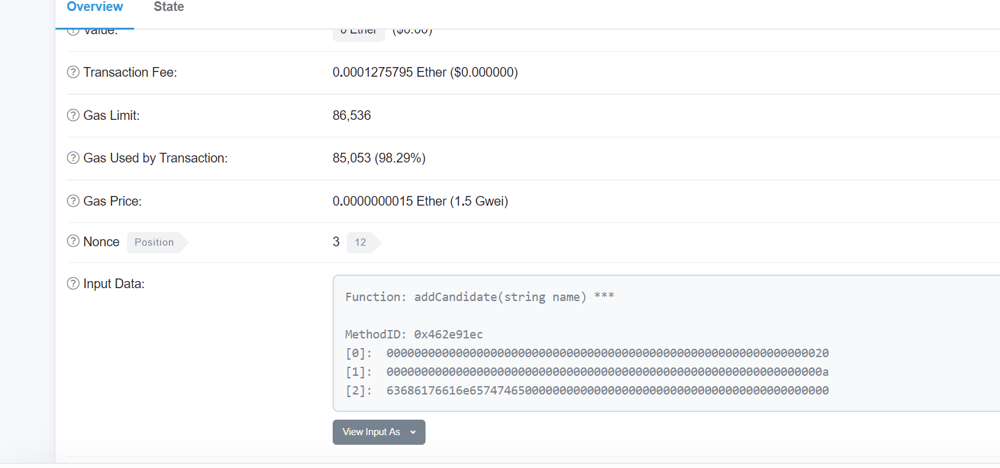 Overview State
Value: 0 Ether ($0.00)
Transaction Fee: 0.0001275795 Ether ($0.000000)
Gas Limit: 86,536
Gas Used by Transaction: 85,053 (98.29%)
Gas Price: 0.0000000015 Ether (1.5 Gwei)
Nonce Position 3 12
Input Data:
Function: addCandidate(string name) ***
MethodID: 0x462e91ec
[0]: 0000000000000000000000000000000000000000000000000000000000000020
[1]: 000000000000000000000000000000000000000000000000000000000000000a
[2]: 63686176616e6574746500000000000000000000000000000000000000000000
View Input As